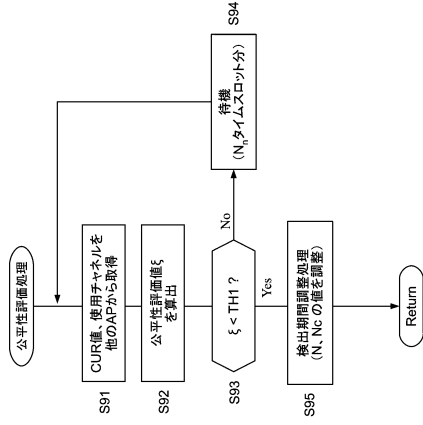 公平性評価処理
CUR値、使用チャネルを
他のAPから取得
S91
公平性評価値ξ
を算出
S92
ξ < TH1 ?
S93
No
待機
(Nnタイムスロット分)
S94
Yes
検出期間調整処理
(N、Ncの値を調整)
S95
Return